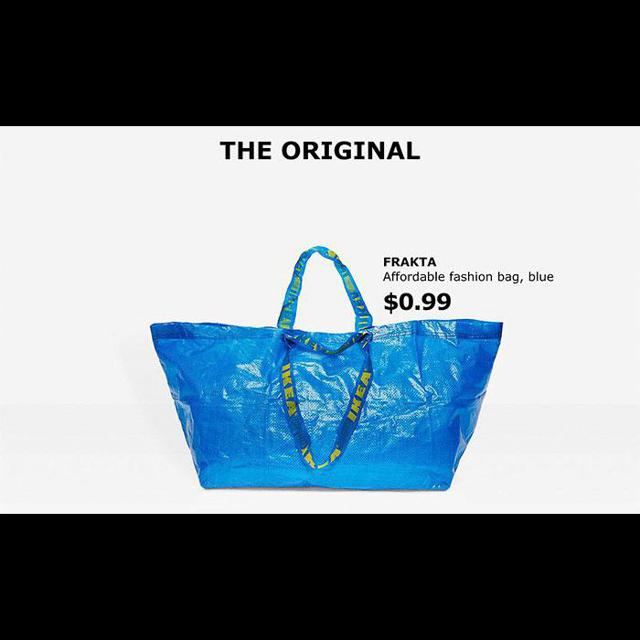 THE ORIGINAL
FRAKTA
Affordable fashion bag, blue
$0.99
IKEA
IKEA